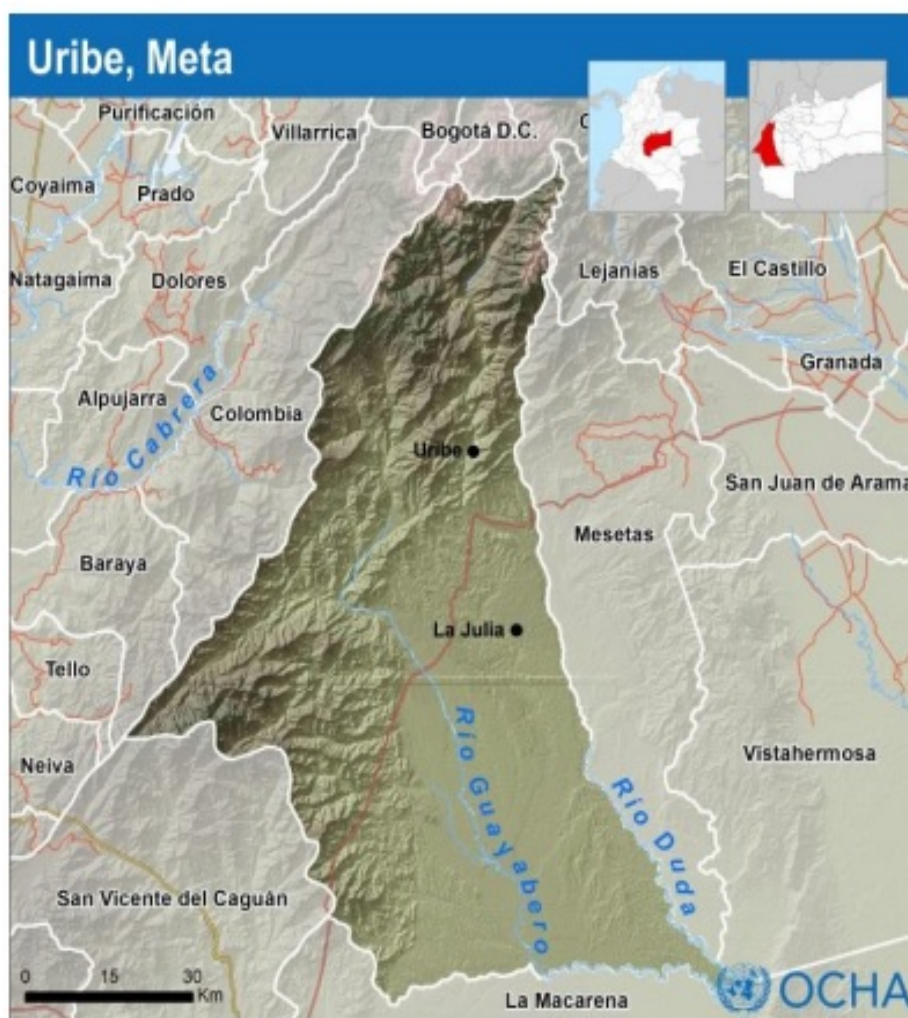 Uribe, Meta
Purificación
Villarrica
Bogotá D.C.
Coyaima
Prado
Natagaima
Dolores
Lejanías
El Castillo
Granada
Alpujarra
Colombia
Río Cabrera
Uribe
San Juan de Arama
Mesetas
Baraya
La Julia
Tello
Neiva
Río Guayabero
Río Duda
Vistahermosa
San Vicente del Caguán
0 15 30
Km
La Macarena
OCHA